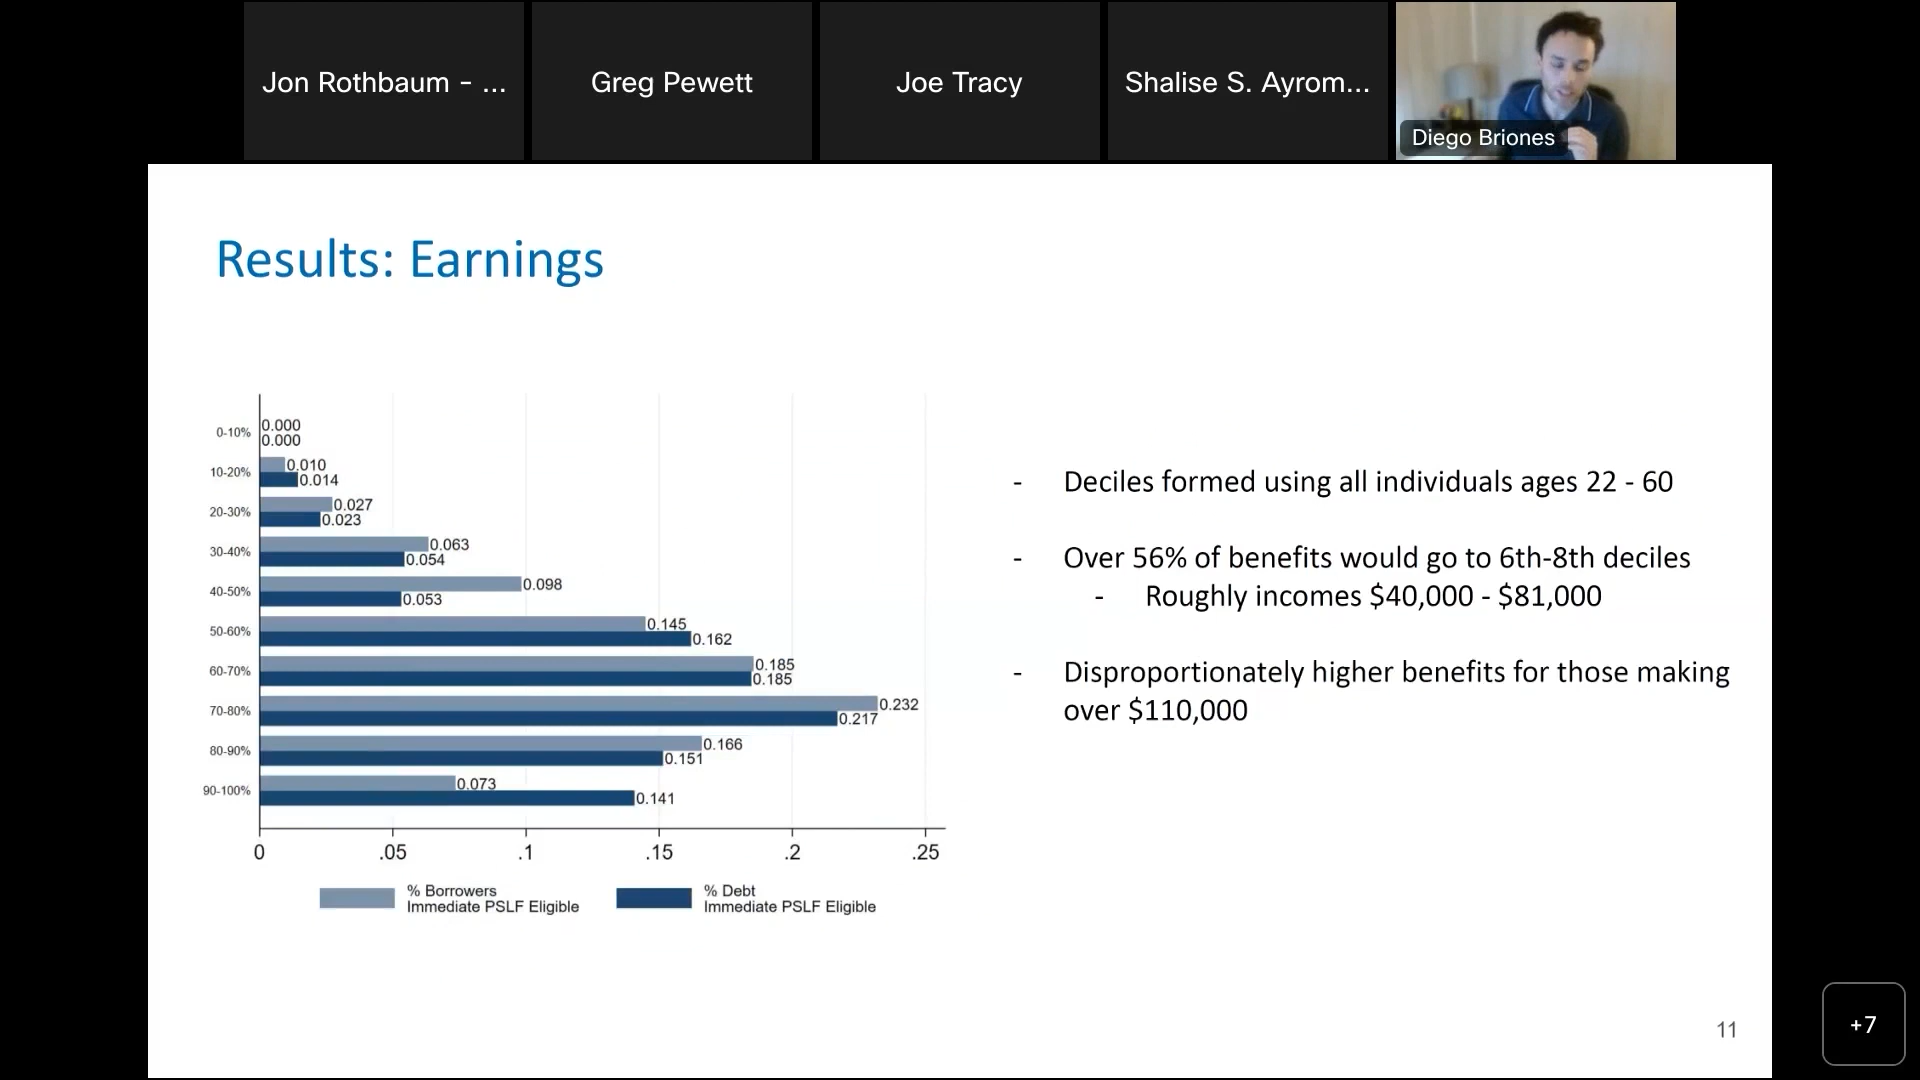 Jon Rothbaum - ...
Greg Pewett
Joe Tracy
Shalise S. Ayrom...
Diego Briones
Results: Earnings
0-10%
0.000
0.000
10-20%
0.010
0.014
20-30%
0.027
0.023
30-40%
0.063
0.054
40-50%
0.098
0.053
50-60%
0.145
0.162
60-70%
0.185
0.185
70-80%
0.232
0.217
80-90%
0.166
0.151
90-100%
0.073
0.141
0 .05 .1 .15 .2 .25
% Borrowers
Immediate PSLF Eligible
% Debt
Immediate PSLF Eligible
- Deciles formed using all individuals ages 22 - 60
- Over 56% of benefits would go to 6th-8th deciles
- Roughly incomes $40,000 - $81,000
- Disproportionately higher benefits for those making
over $110,000
11
+7